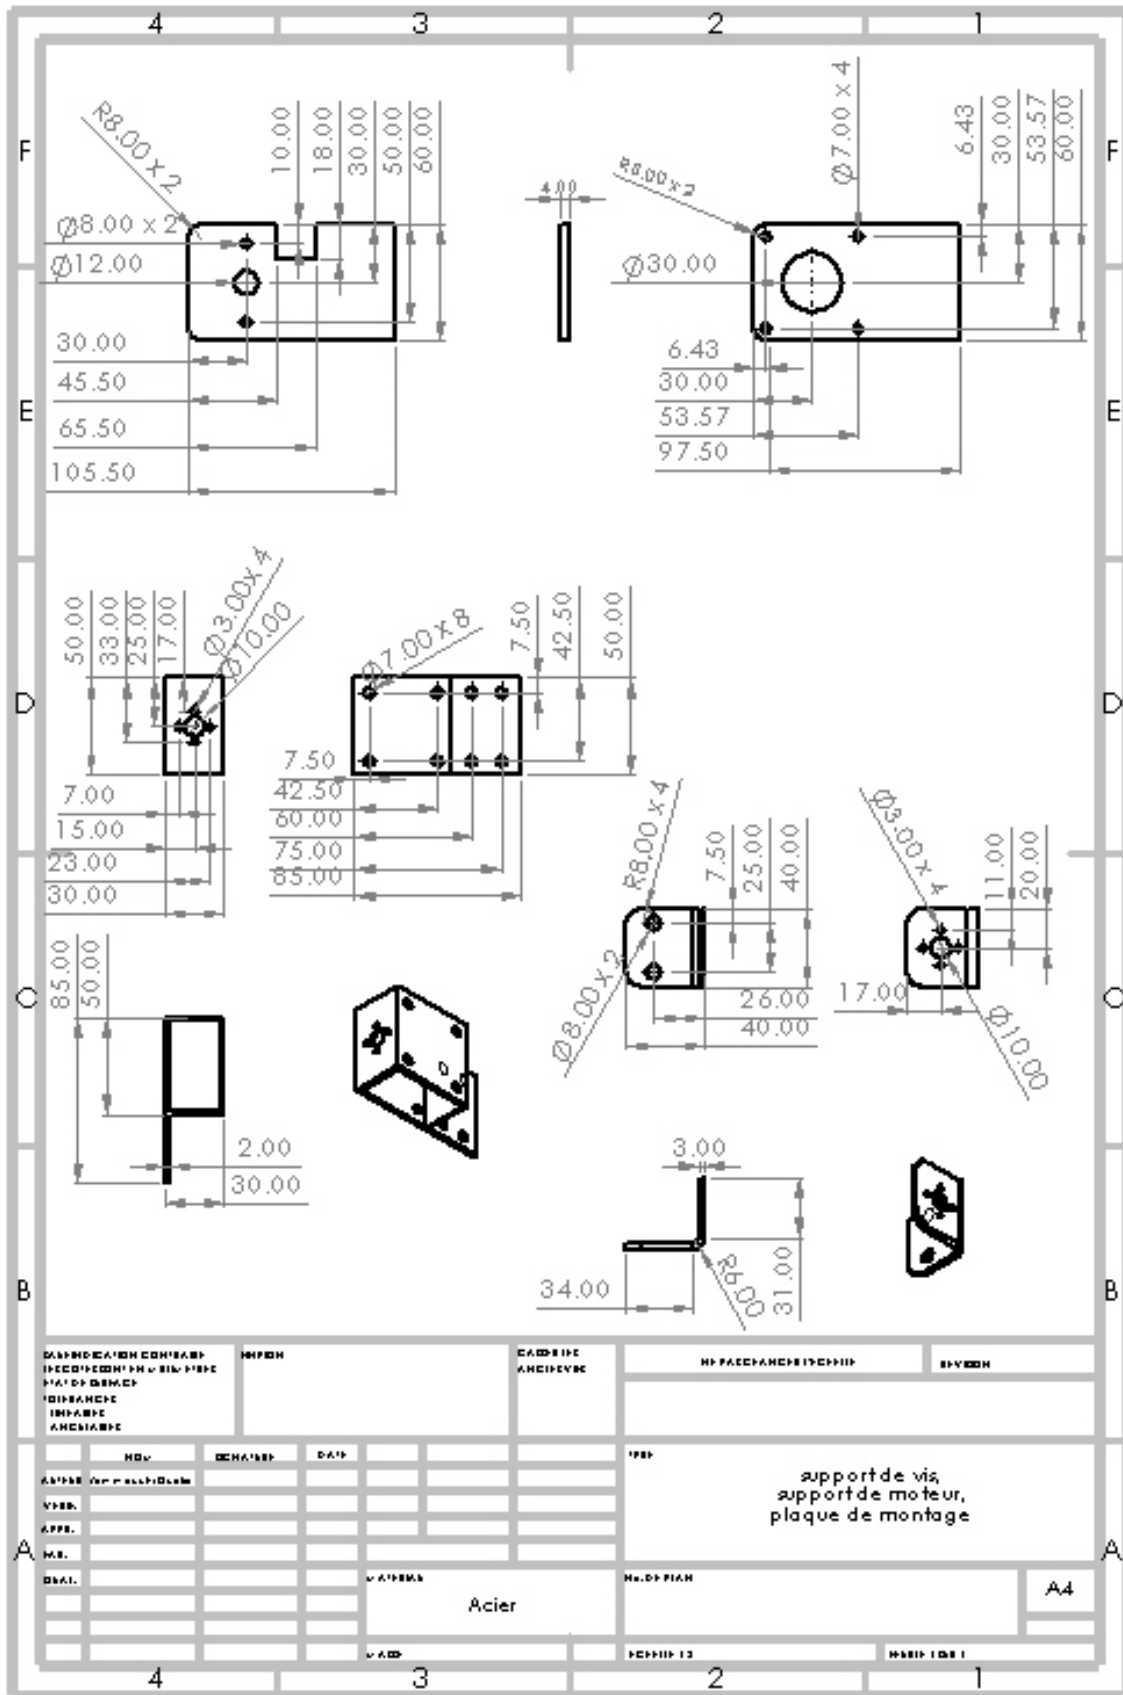 4 3 2 1
F
F
R8.00 x 2
10.00
18.00
30.00
50.00
60.00
Ø8.00 x 2
Ø12.00
30.00
45.50
65.50
105.50
4.00
R8.00 x 2
Ø7.00 x 4
6.43
30.00
53.57
60.00
Ø30.00
6.43
30.00
53.57
97.50
E
E
50.00
33.00
25.00
17.00
Ø3.00 x 4
Ø10.00
7.00
15.00
23.00
30.00
Ø7.00 x 8
7.50
42.50
50.00
7.50
42.50
60.00
75.00
85.00
D
D
R8.00 x 4
7.50
25.00
40.00
Ø8.00 x 2
26.00
40.00
Ø3.00 x 4
11.00
20.00
17.00
Ø10.00
C
C
85.00
50.00
2.00
30.00
3.00
34.00
R6.00
31.00
B
B
support de vis,
support de moteur,
plaque de montage
A
A
Acier
A4
4 3 2 1